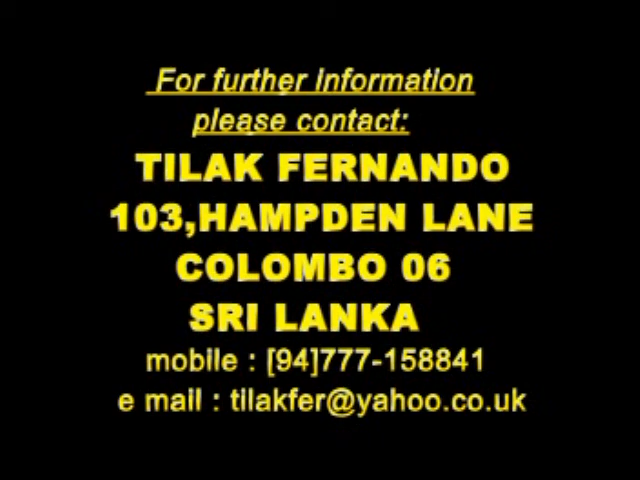 For further information
please contact:
TILAK FERNANDO
103,HAMPDEN LANE
COLOMBO 06
SRI LANKA
mobile : [94]777-158841
e mail : tilakfer@yahoo.co.uk